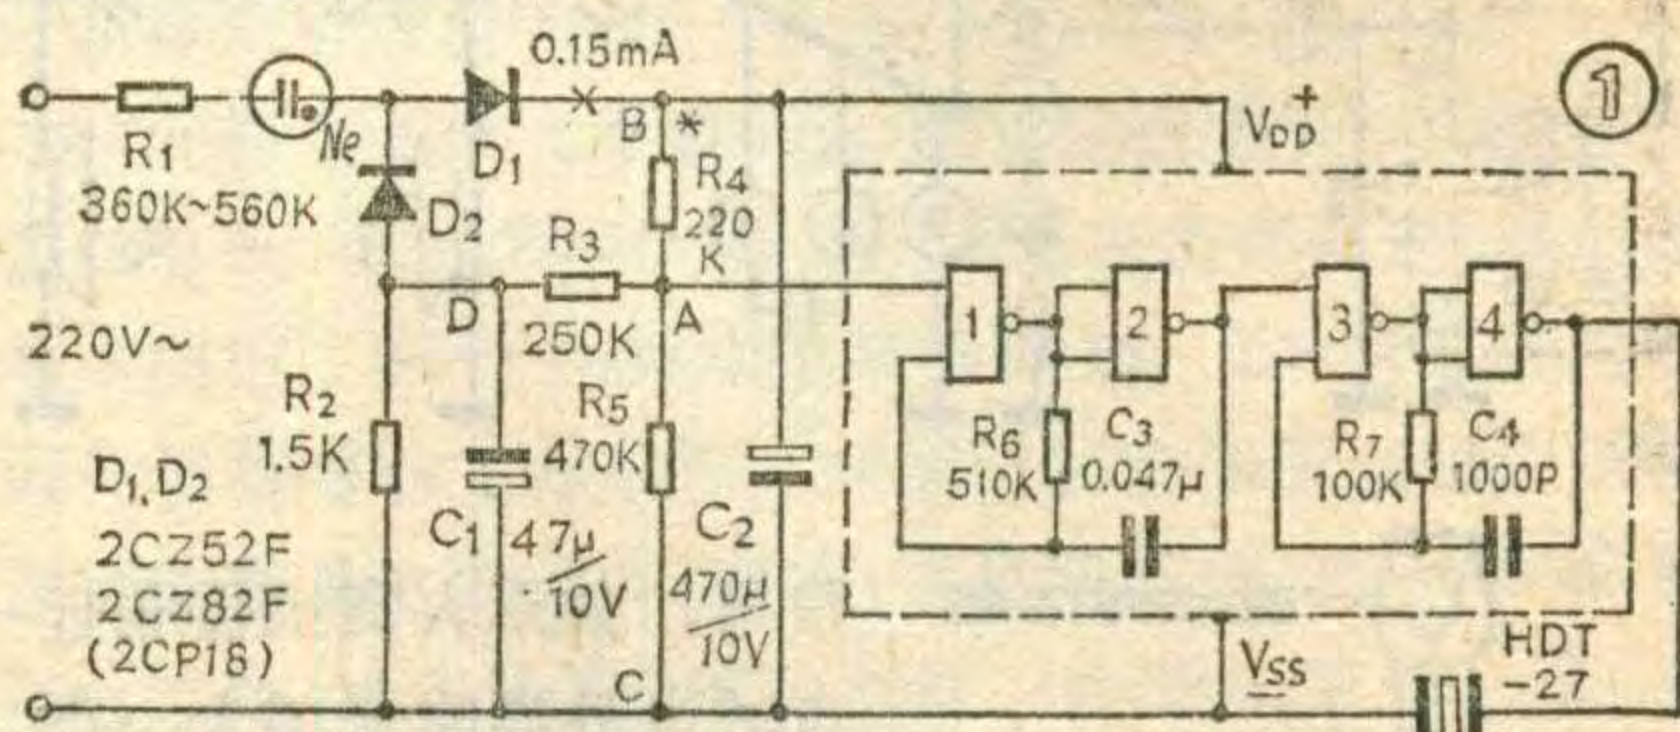 0.15mA
①
R1
360K~560K
Ne
D1
B *
VDD +
D2
R4
220
K
R3
250K
D
A
220V~
1
2
3
4
R2
1.5K
R5
470K
R6
510K
C3
0.047μ
R7
100K
C4
1000P
D1,D2
2CZ52F
2CZ82F
(2CP18)
C1
47μ/10V
C2
470μ/10V
C
VSS
HDT
-27